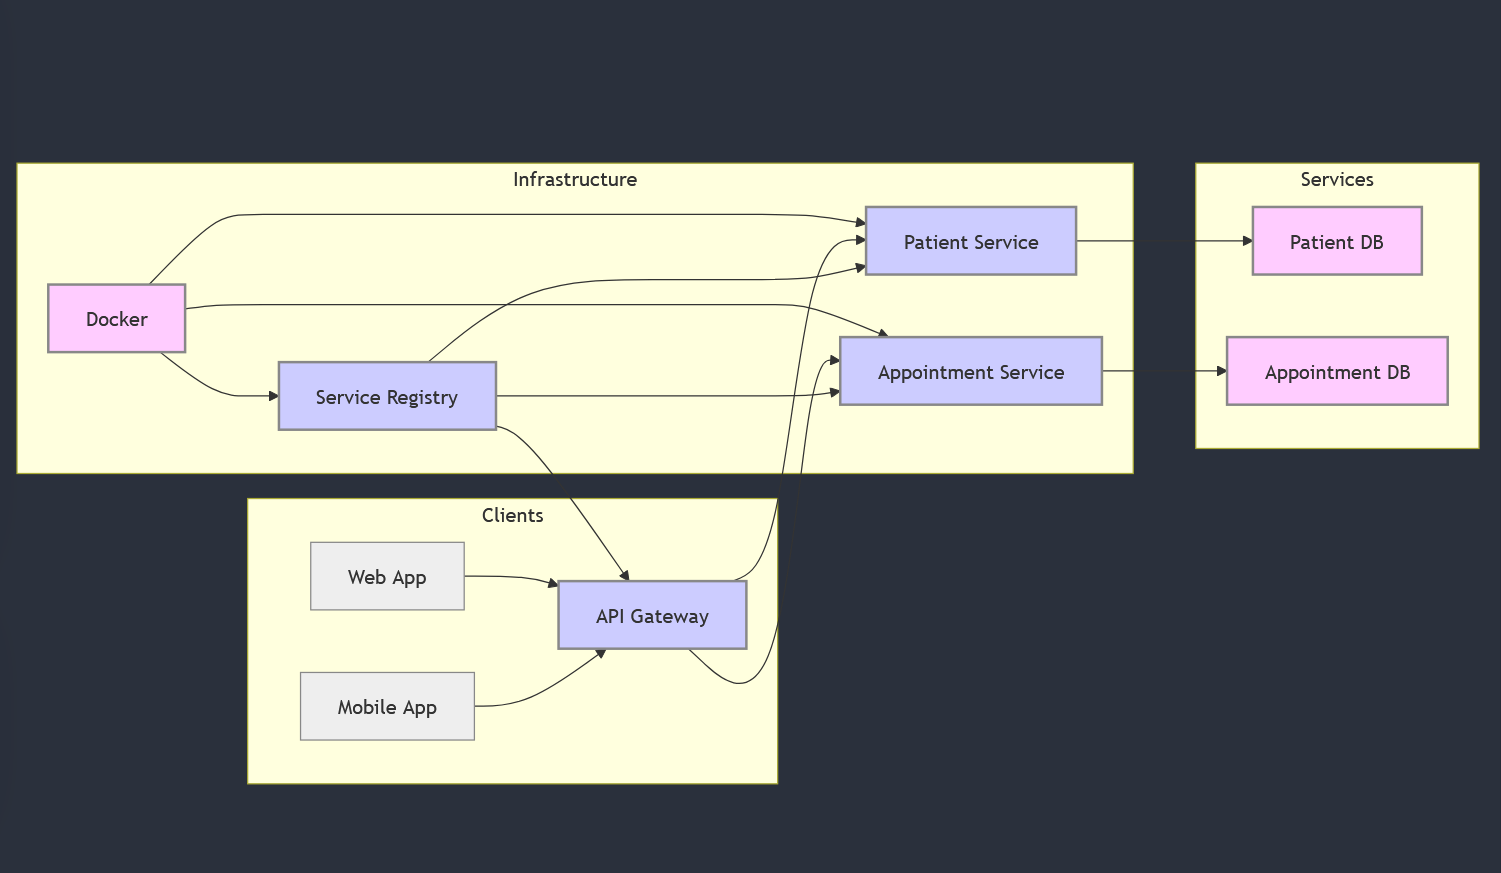 Infrastructure
Docker
Service Registry
Patient Service
Appointment Service
Services
Patient DB
Appointment DB
Clients
Web App
API Gateway
Mobile App